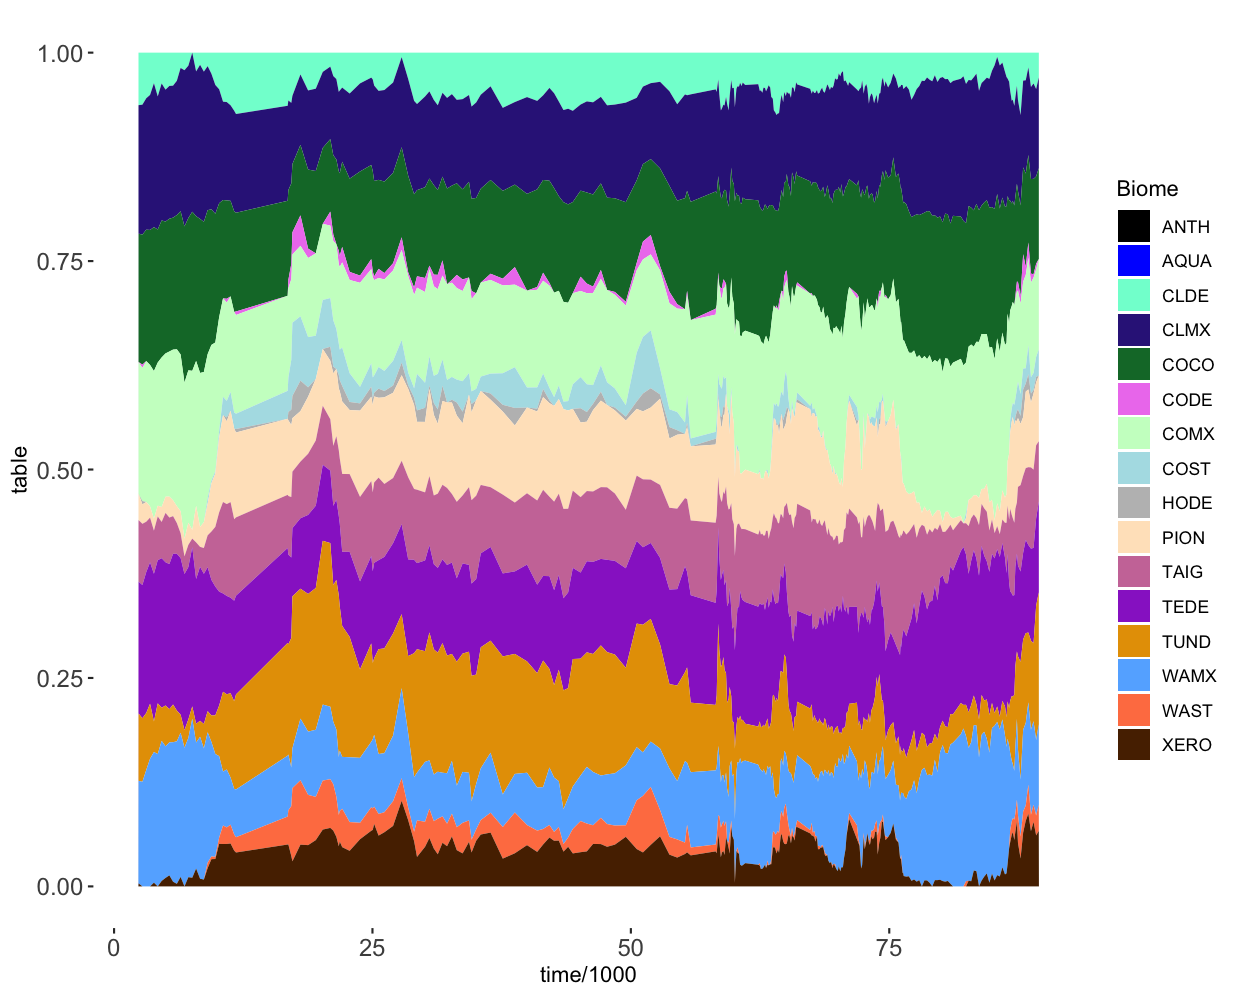 1.00
0.75
0.50
0.25
0.00
table
0
25
50
75
time/1000
Biome
ANTH
AQUA
CLDE
CLMX
COCO
CODE
COMX
COST
HODE
PION
TAIG
TEDE
TUND
WAMX
WAST
XERO